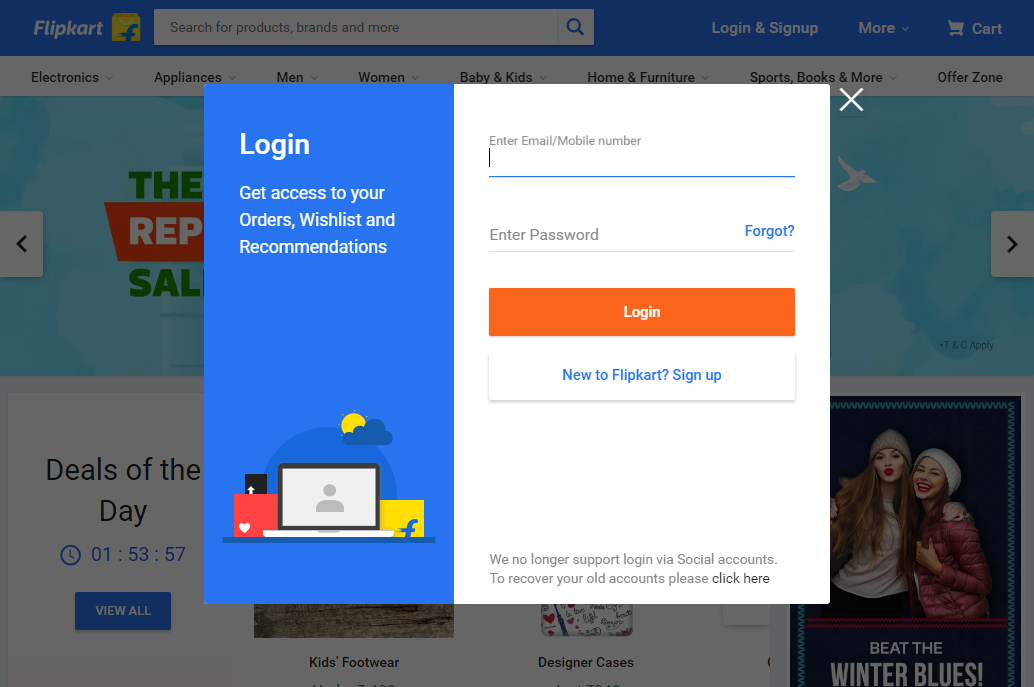 Flipkart
Search for products, brands and more
Login & Signup
More
Cart
Electronics
Appliances
Men
Women
Baby & Kids
Home & Furniture
Sports, Books & More
Offer Zone
THE
REP
SAL
*T & C Apply
Login
Get access to your
Orders, Wishlist and
Recommendations
Enter Email/Mobile number
Enter Password
Forgot?
Login
New to Flipkart? Sign up
We no longer support login via Social accounts.
To recover your old accounts please click here
Deals of the
Day
01 : 53 : 57
VIEW ALL
Kids' Footwear
Designer Cases
BEAT THE
WINTER BLUES!